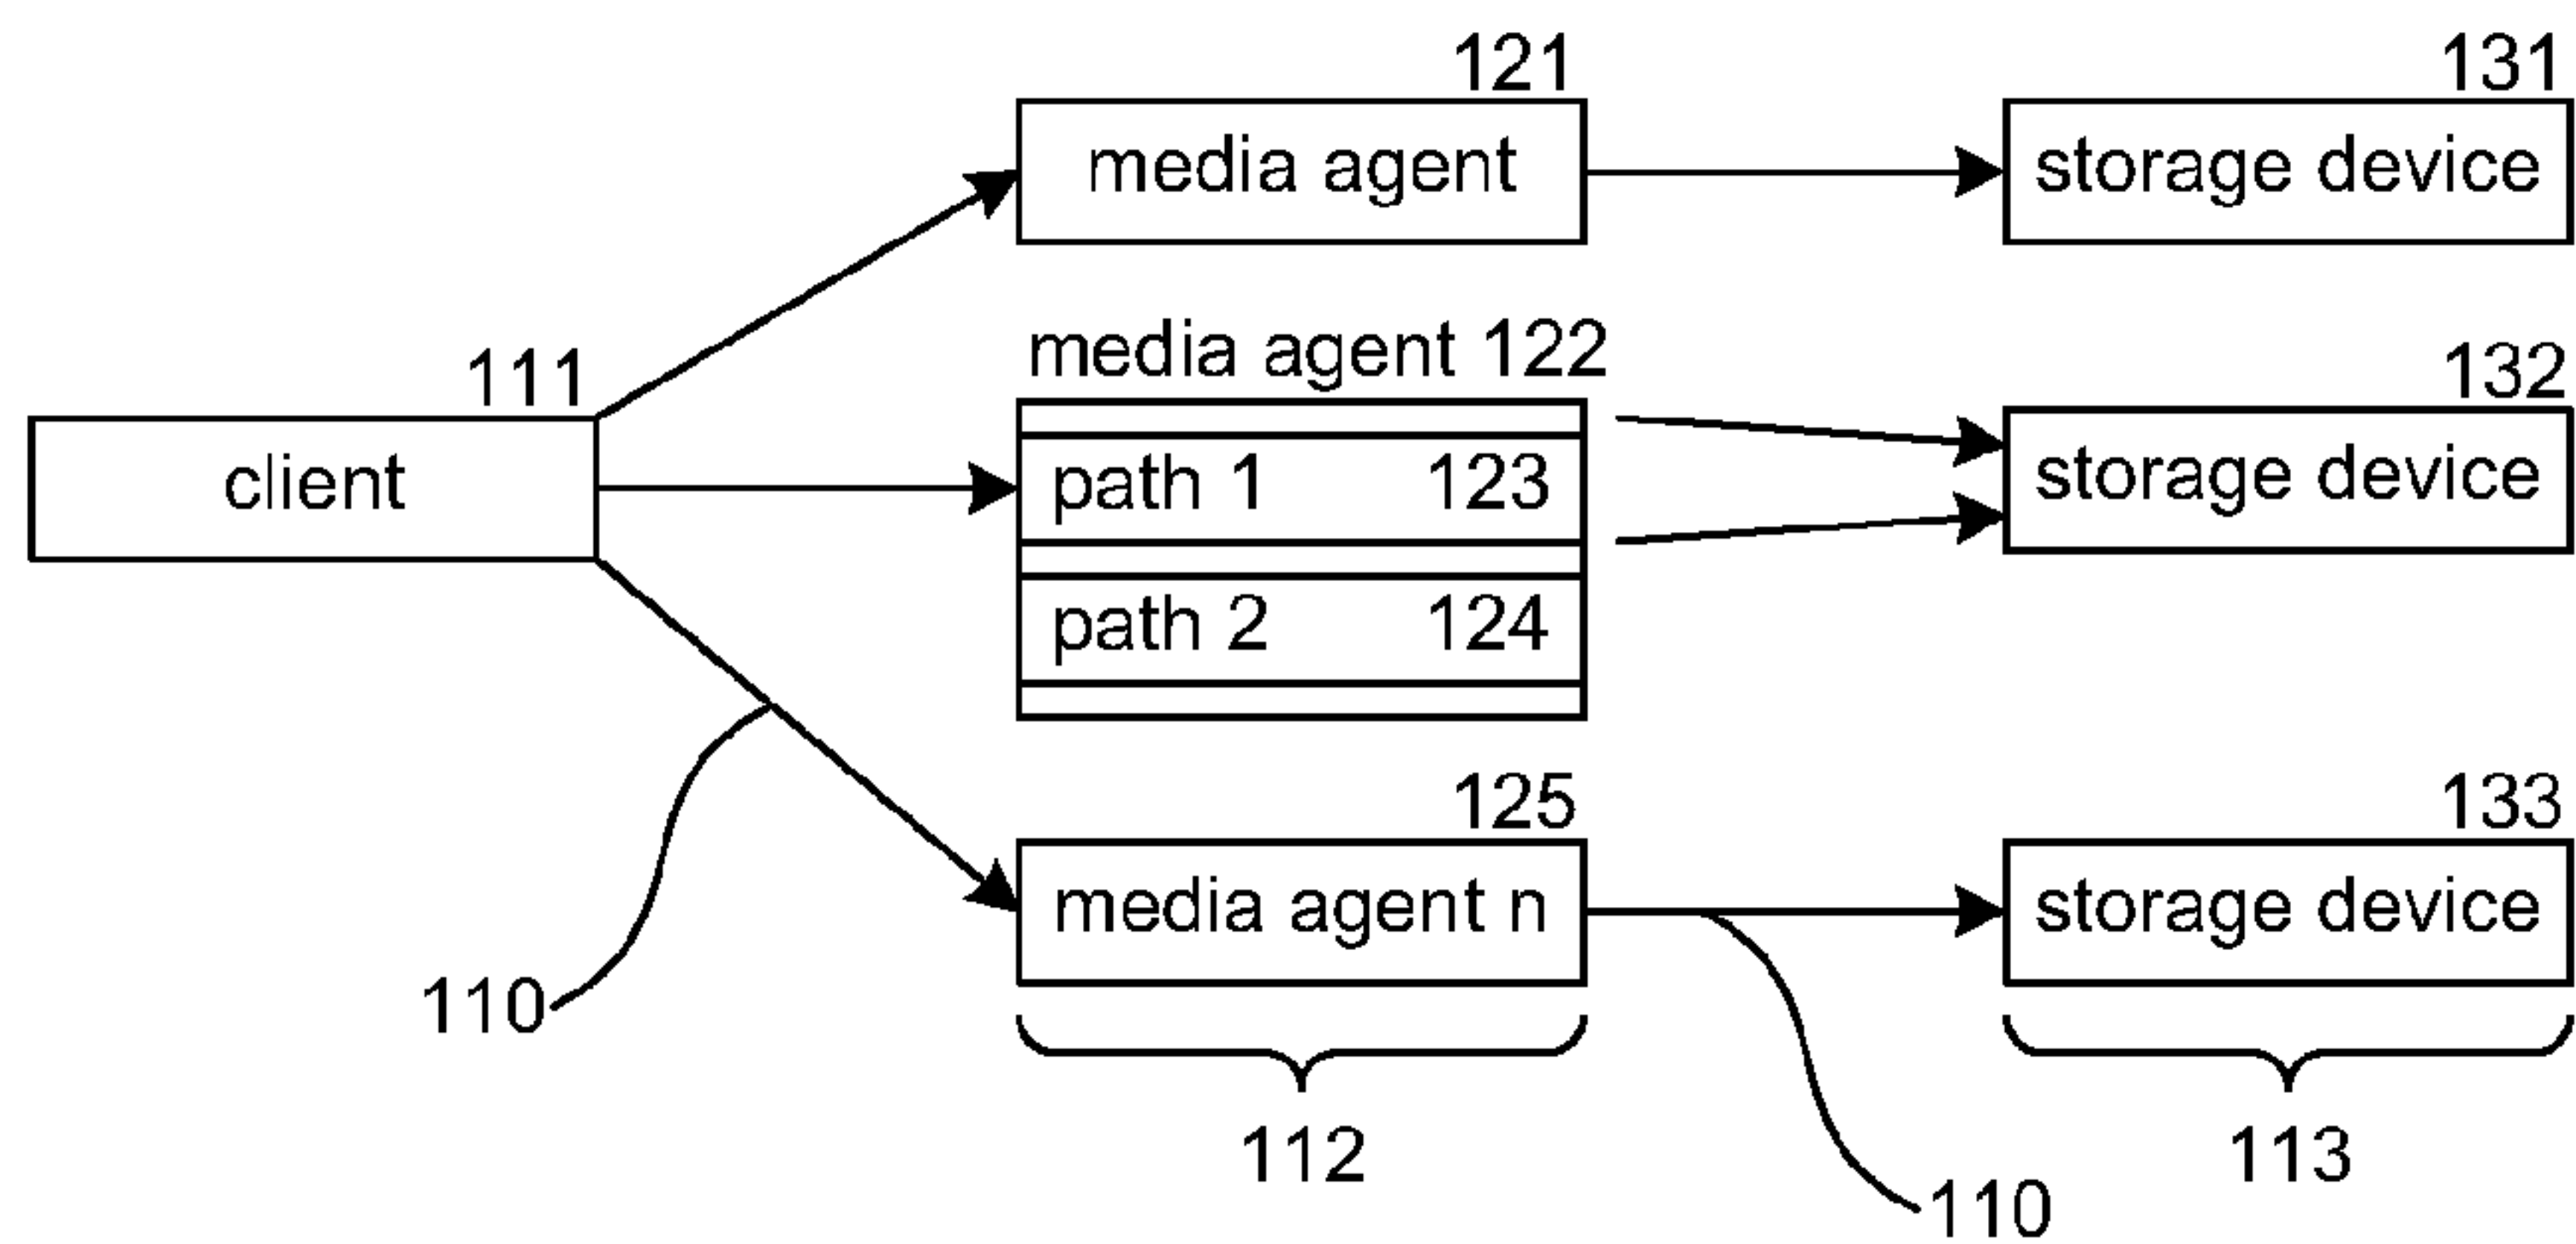 121
131
media agent
storage device
media agent 122
111
132
client
path 1 123
storage device
path 2 124
125
133
media agent n
storage device
110
112
113
110